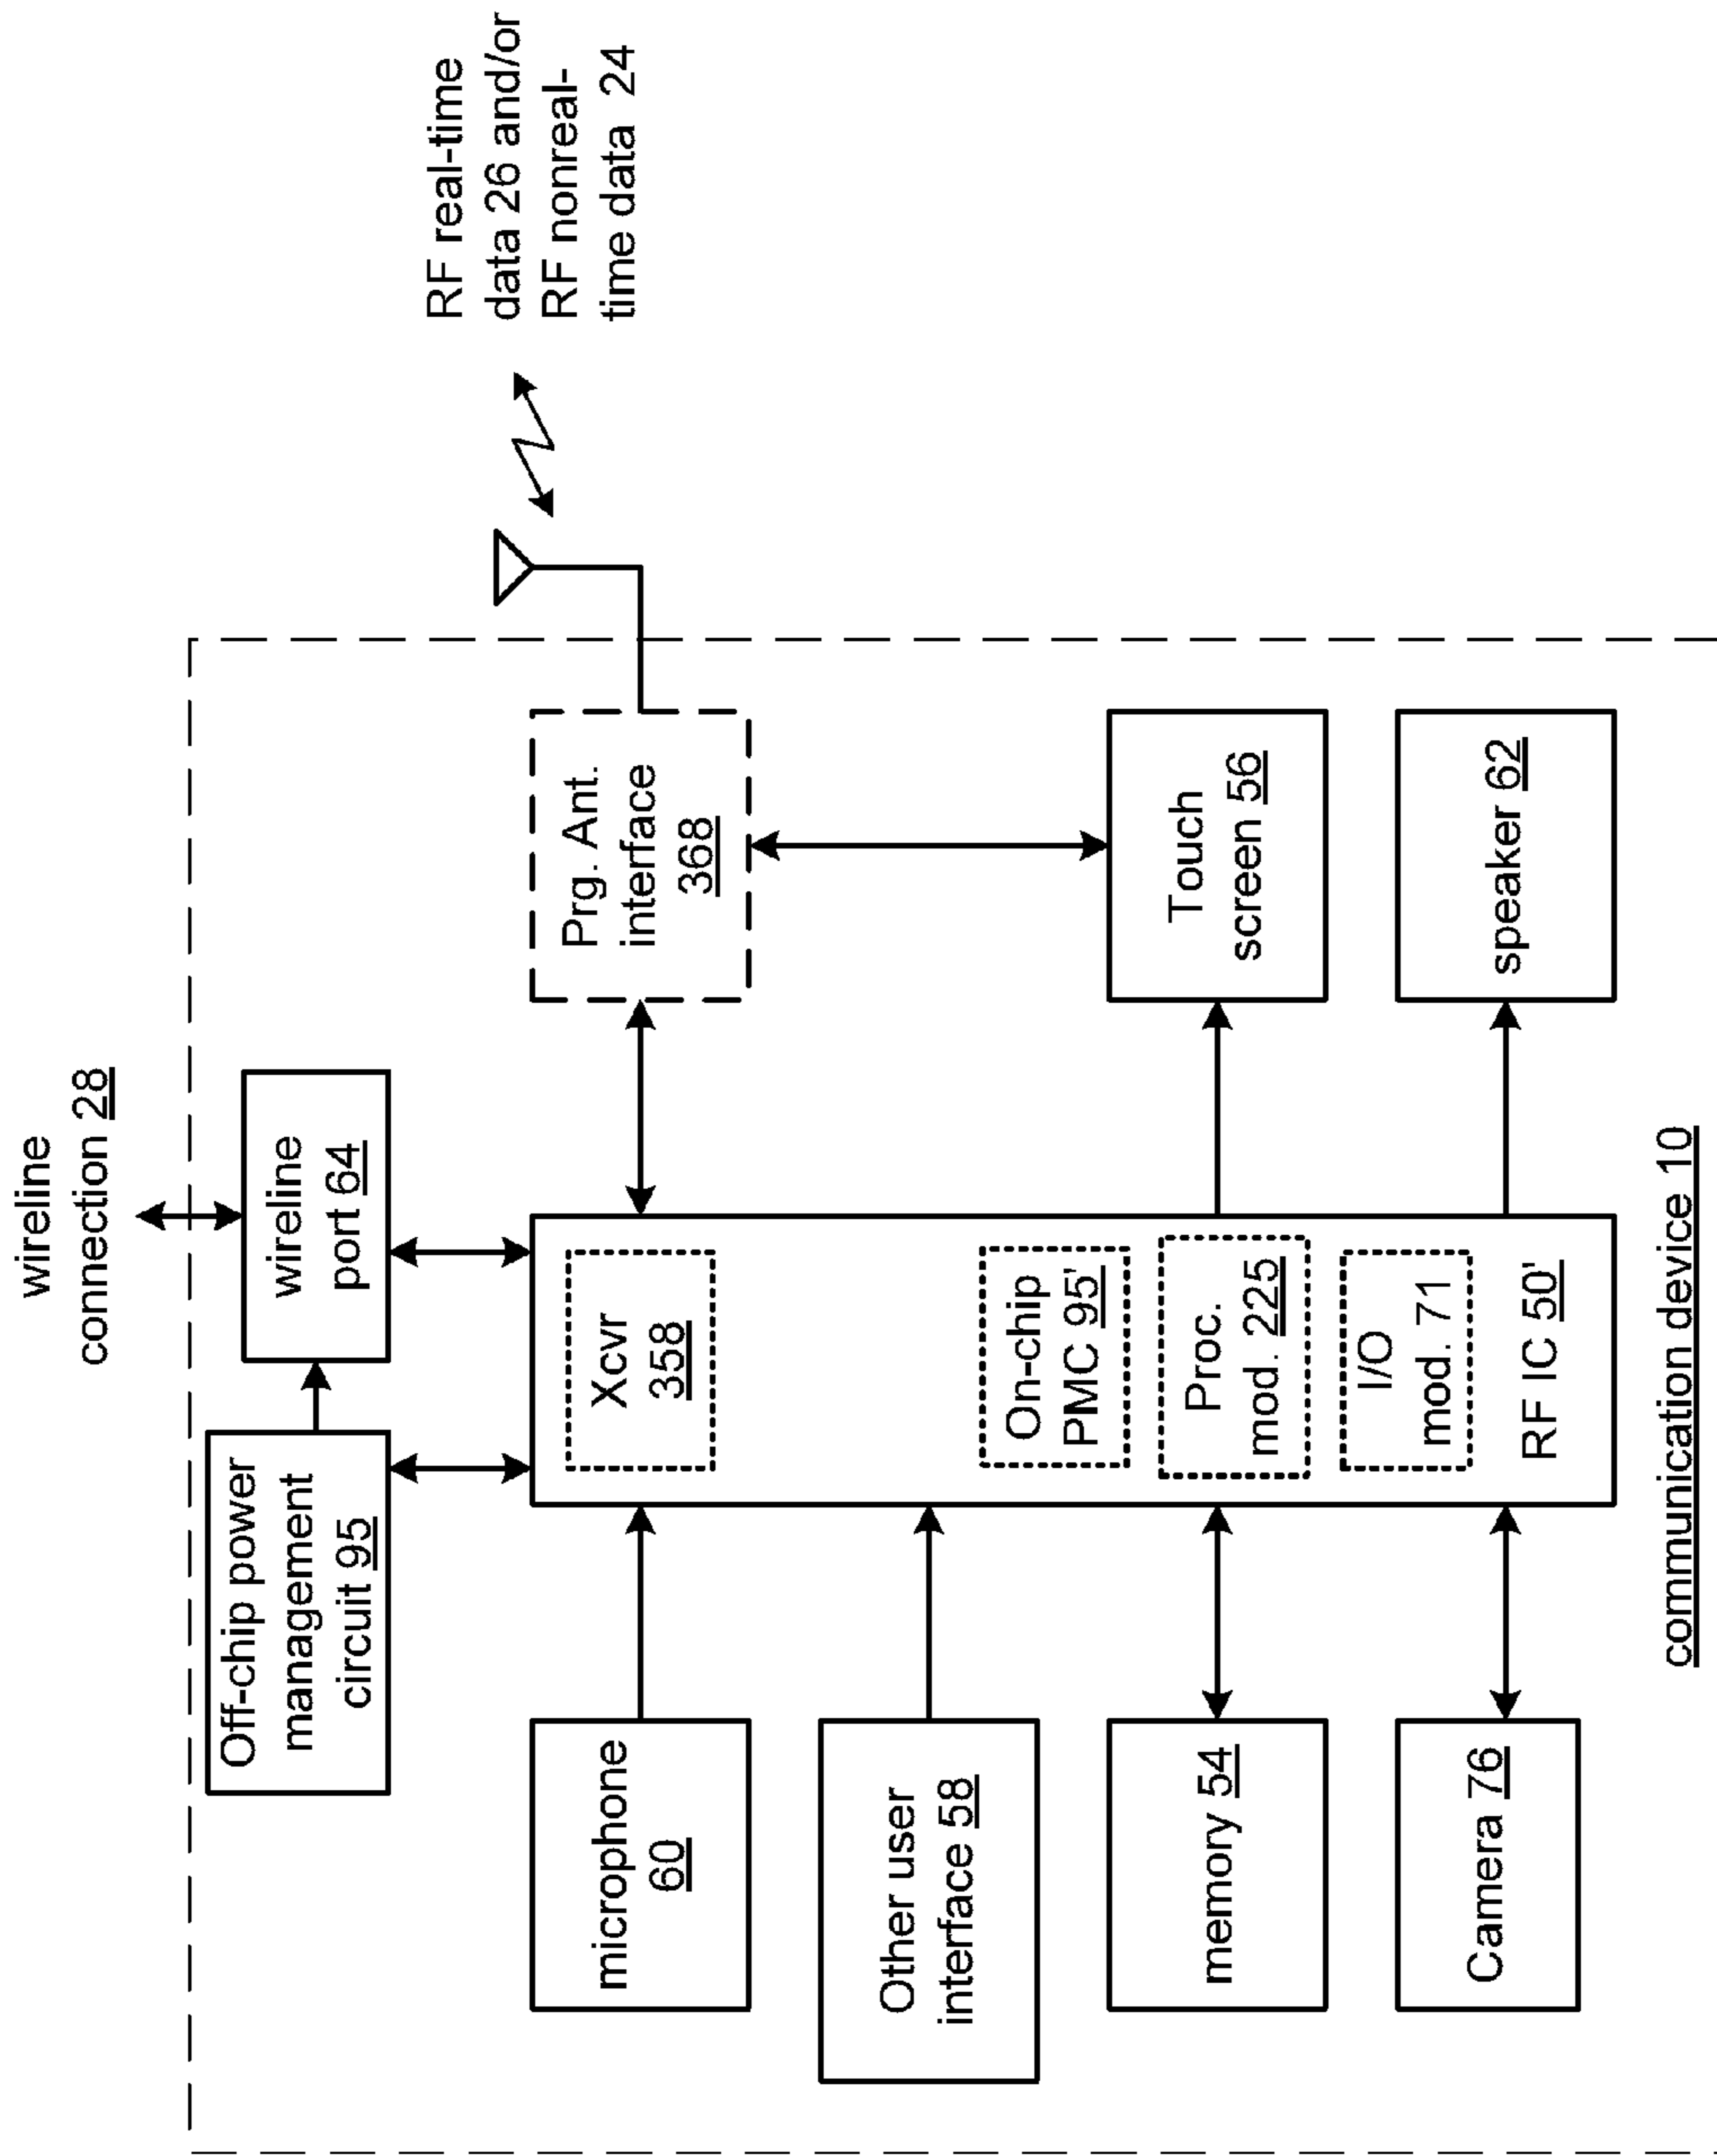 wireline
connection 28
Off-chip power
management
circuit 95
wireline
port 64
RF real-time
data 26 and/or
RF nonreal-
time data 24
microphone
60
Xcvr
358
Prg. Ant.
interface
368
Other user
interface 58
On-chip
PMC 95'
memory 54
Proc.
mod. 225
Touch
screen 56
Camera 76
I/O
mod. 71
RF IC 50'
speaker 62
communication device 10